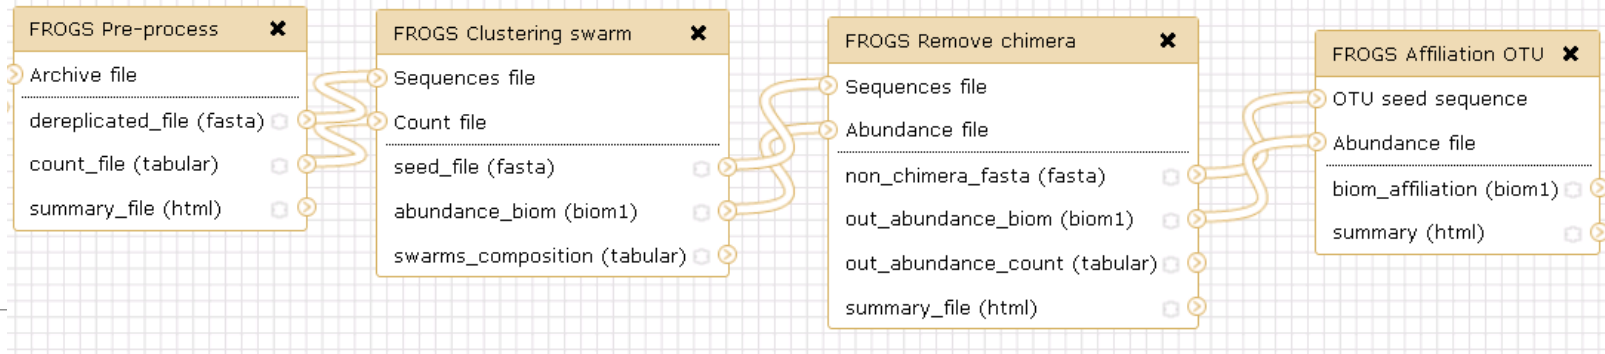 FROGS Pre-process ✖
Archive file
dereplicated_file (fasta)
count_file (tabular)
summary_file (html)
FROGS Clustering swarm ✖
Sequences file
Count file
seed_file (fasta)
abundance_biom (biom1)
swarms_composition (tabular)
FROGS Remove chimera ✖
Sequences file
Abundance file
non_chimera_fasta (fasta)
out_abundance_biom (biom1)
out_abundance_count (tabular)
summary_file (html)
FROGS Affiliation OTU ✖
OTU seed sequence
Abundance file
biom_affiliation (biom1)
summary (html)